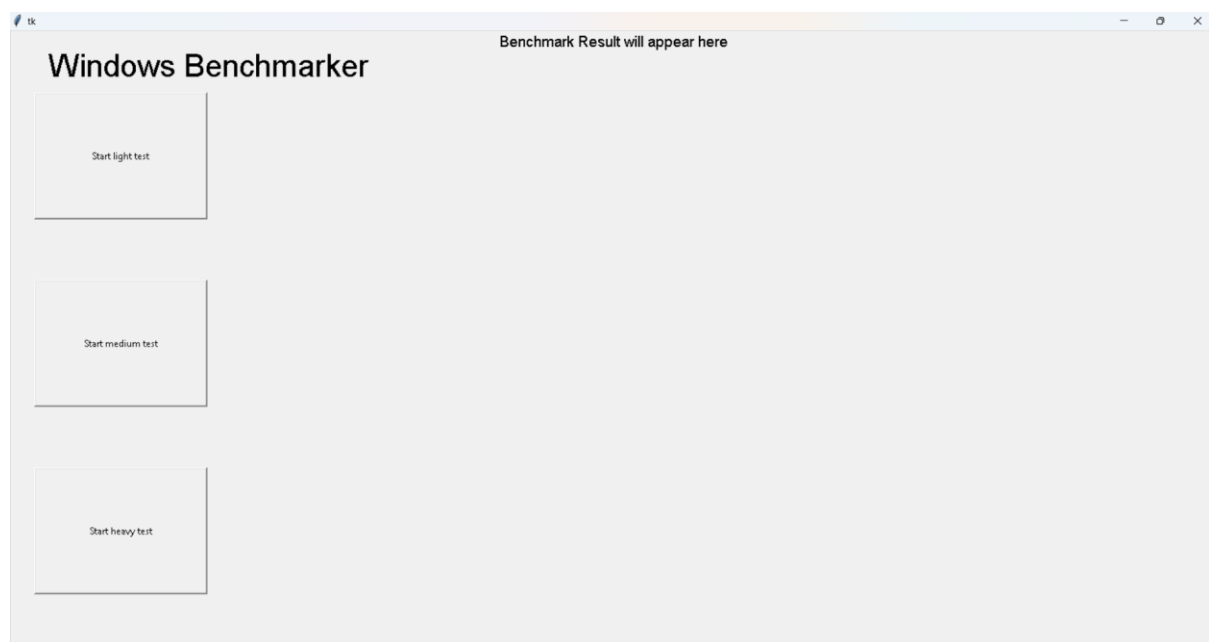 tk
Benchmark Result will appear here
Windows Benchmarker
Start light test
Start medium test
Start heavy test